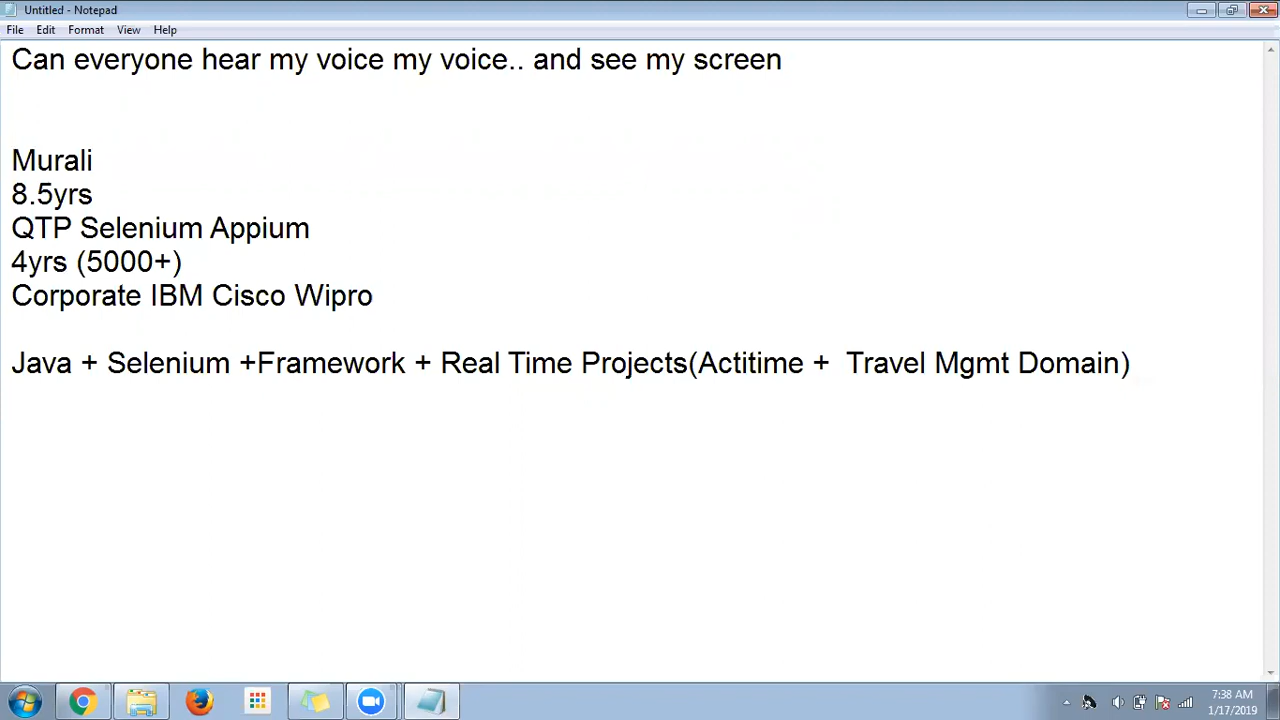 Untitled - Notepad
File Edit Format View Help
Can everyone hear my voice my voice.. and see my screen
Murali
8.5yrs
QTP Selenium Appium
4yrs (5000+)
Corporate IBM Cisco Wipro
Java + Selenium +Framework + Real Time Projects(Actitime +  Travel Mgmt Domain)
7:38 AM
1/17/2019